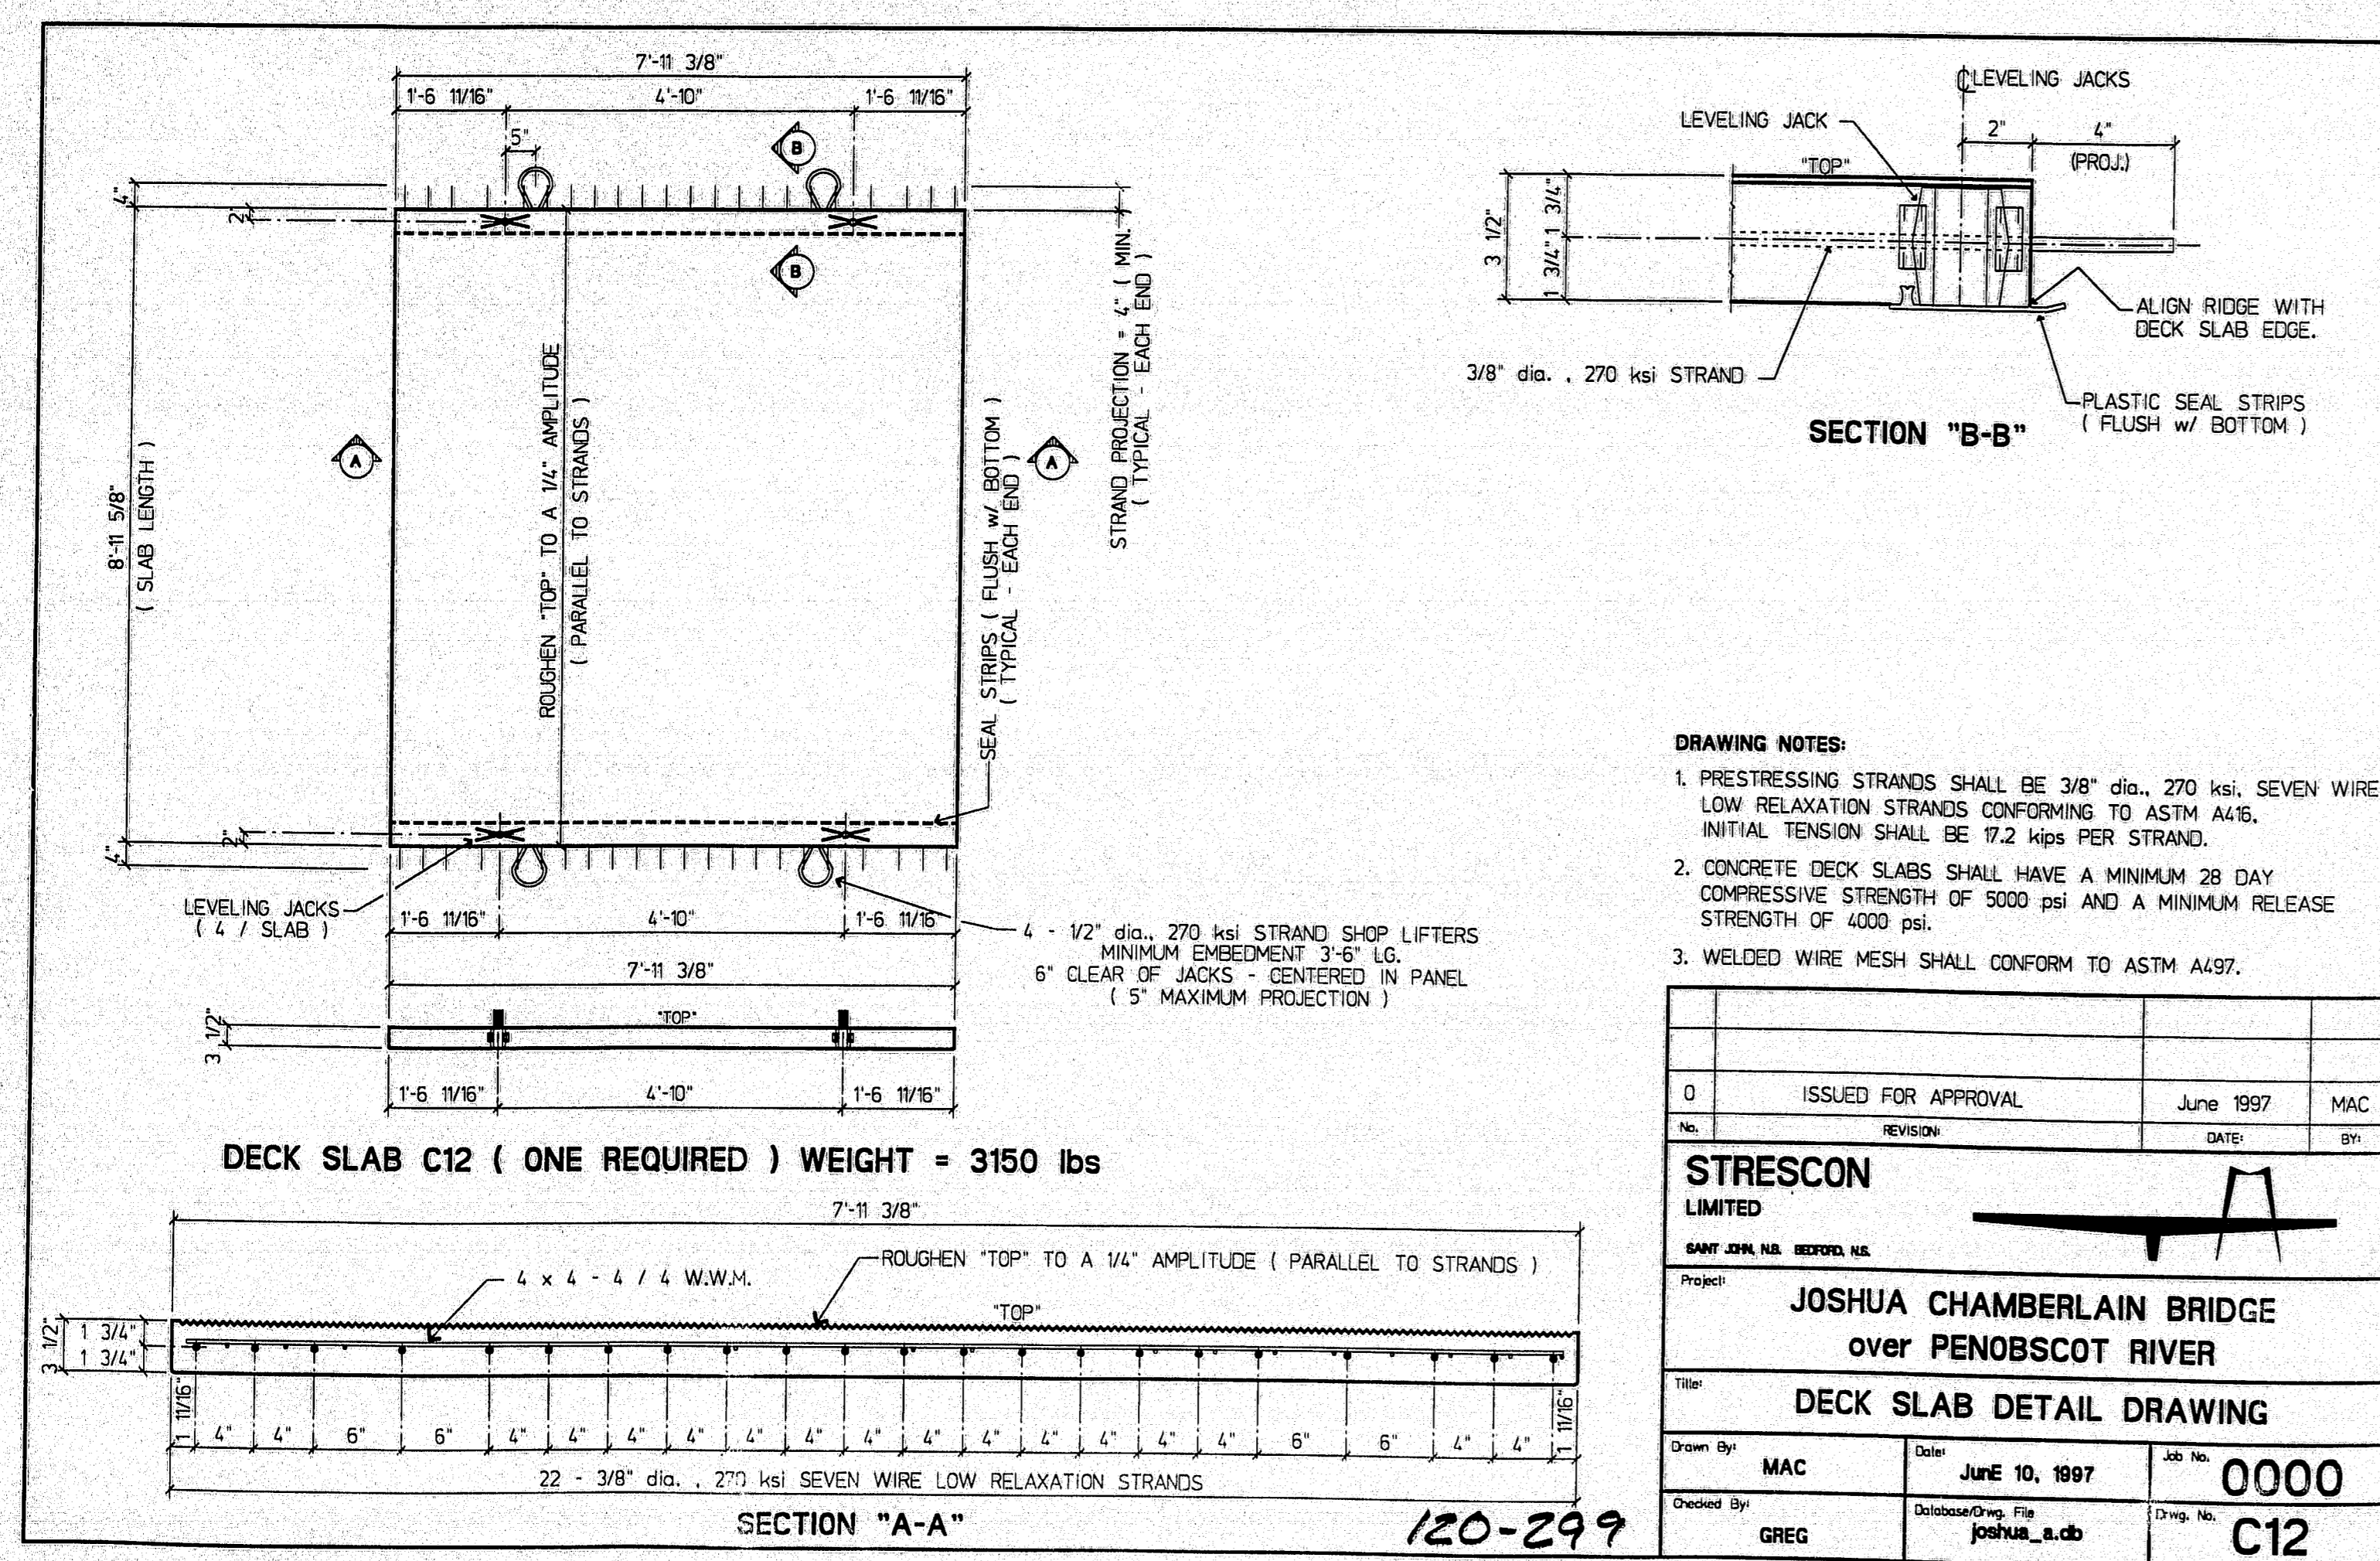 7'-11 3/8"
1'-6 11/16" 4'-10" 1'-6 11/16"
5"
B
4"
2"
B
8'-11 5/8"
( SLAB LENGTH )
ROUGHEN "TOP" TO A 1/4" AMPLITUDE
( PARALLEL TO STRANDS )
A
A
SEAL STRIPS ( FLUSH w/ BOTTOM )
( TYPICAL - EACH END )
STRAND PROJECTION = 4" ( MIN. )
( TYPICAL - EACH END )
2"
4"
LEVELING JACKS
( 4 / SLAB )
1'-6 11/16" 4'-10" 1'-6 11/16"
7'-11 3/8"
4 - 1/2" dia., 270 ksi STRAND SHOP LIFTERS
MINIMUM EMBEDMENT 3'-6" LG.
6" CLEAR OF JACKS - CENTERED IN PANEL
( 5" MAXIMUM PROJECTION )
3 1/2"
"TOP"
1'-6 11/16" 4'-10" 1'-6 11/16"
DECK SLAB C12 ( ONE REQUIRED ) WEIGHT = 3150 lbs
7'-11 3/8"
4 x 4 - 4 / 4 W.W.M.
ROUGHEN "TOP" TO A 1/4" AMPLITUDE ( PARALLEL TO STRANDS )
"TOP"
3 1/2"
1 3/4"
1 3/4"
1 11/16" 4" 4" 6" 6" 4" 4" 4" 4" 4" 4" 4" 4" 4" 4" 4" 4" 4" 6" 6" 4" 4" 1 11/16"
22 - 3/8" dia. , 270 ksi SEVEN WIRE LOW RELAXATION STRANDS
SECTION "A-A"
120-299
℄ LEVELING JACKS
LEVELING JACK
2" 4"
(PROJ.)
"TOP"
3 1/2"
1 3/4" 1 3/4"
ALIGN RIDGE WITH
DECK SLAB EDGE.
3/8" dia. , 270 ksi STRAND
PLASTIC SEAL STRIPS
( FLUSH w/ BOTTOM )
SECTION "B-B"
DRAWING NOTES:
1. PRESTRESSING STRANDS SHALL BE 3/8" dia., 270 ksi, SEVEN WIRE
LOW RELAXATION STRANDS CONFORMING TO ASTM A416.
INITIAL TENSION SHALL BE 17.2 kips PER STRAND.
2. CONCRETE DECK SLABS SHALL HAVE A MINIMUM 28 DAY
COMPRESSIVE STRENGTH OF 5000 psi AND A MINIMUM RELEASE
STRENGTH OF 4000 psi.
3. WELDED WIRE MESH SHALL CONFORM TO ASTM A497.
0 ISSUED FOR APPROVAL June 1997 MAC
No. REVISION: DATE: BY:
STRESCON
LIMITED
SAINT JOHN, N.B. BEDFORD, N.S.
Project:
JOSHUA CHAMBERLAIN BRIDGE
over PENOBSCOT RIVER
Title:
DECK SLAB DETAIL DRAWING
Drawn By: MAC
Date: JunE 10, 1997
Job No. 0000
Checked By: GREG
Database/Drwg. File joshua_a.db
Drwg. No. C12